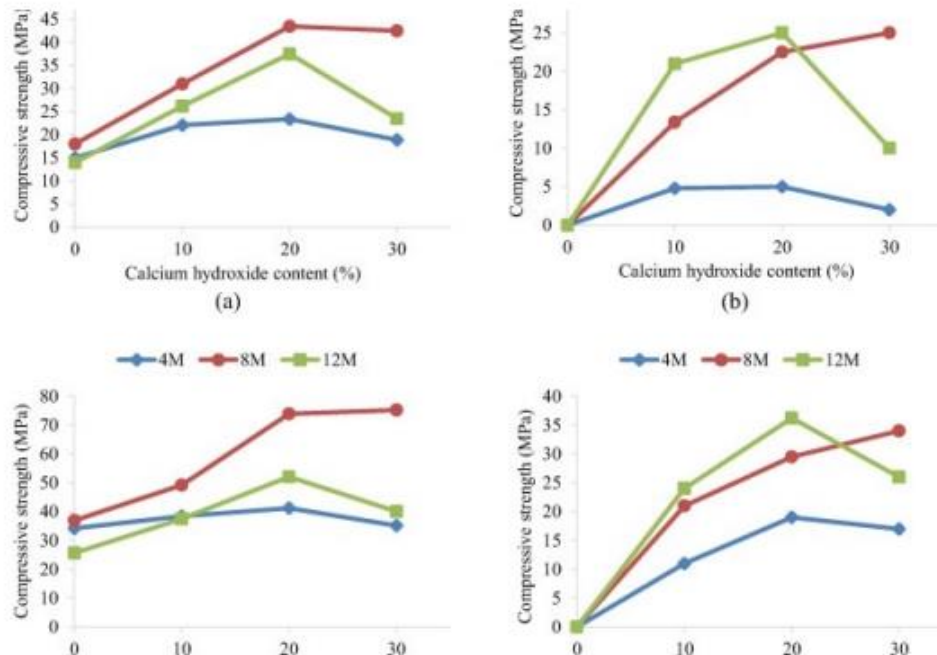 Compressive strength (MPa)
45
40
35
30
25
20
15
10
5
0
0 10 20 30
Calcium hydroxide content (%)
(a)
Compressive strength (MPa
25
20
15
10
5
0
0 10 20 30
Calcium hydroxide content (%)
(b)
4M 8M 12M
4M 8M 12M
Compressive strength (MPa)
80
70
60
50
40
30
20
10
0
0 10 20 30
Compressive strength (MPa)
40
35
30
25
20
15
10
5
0
0 10 20 30